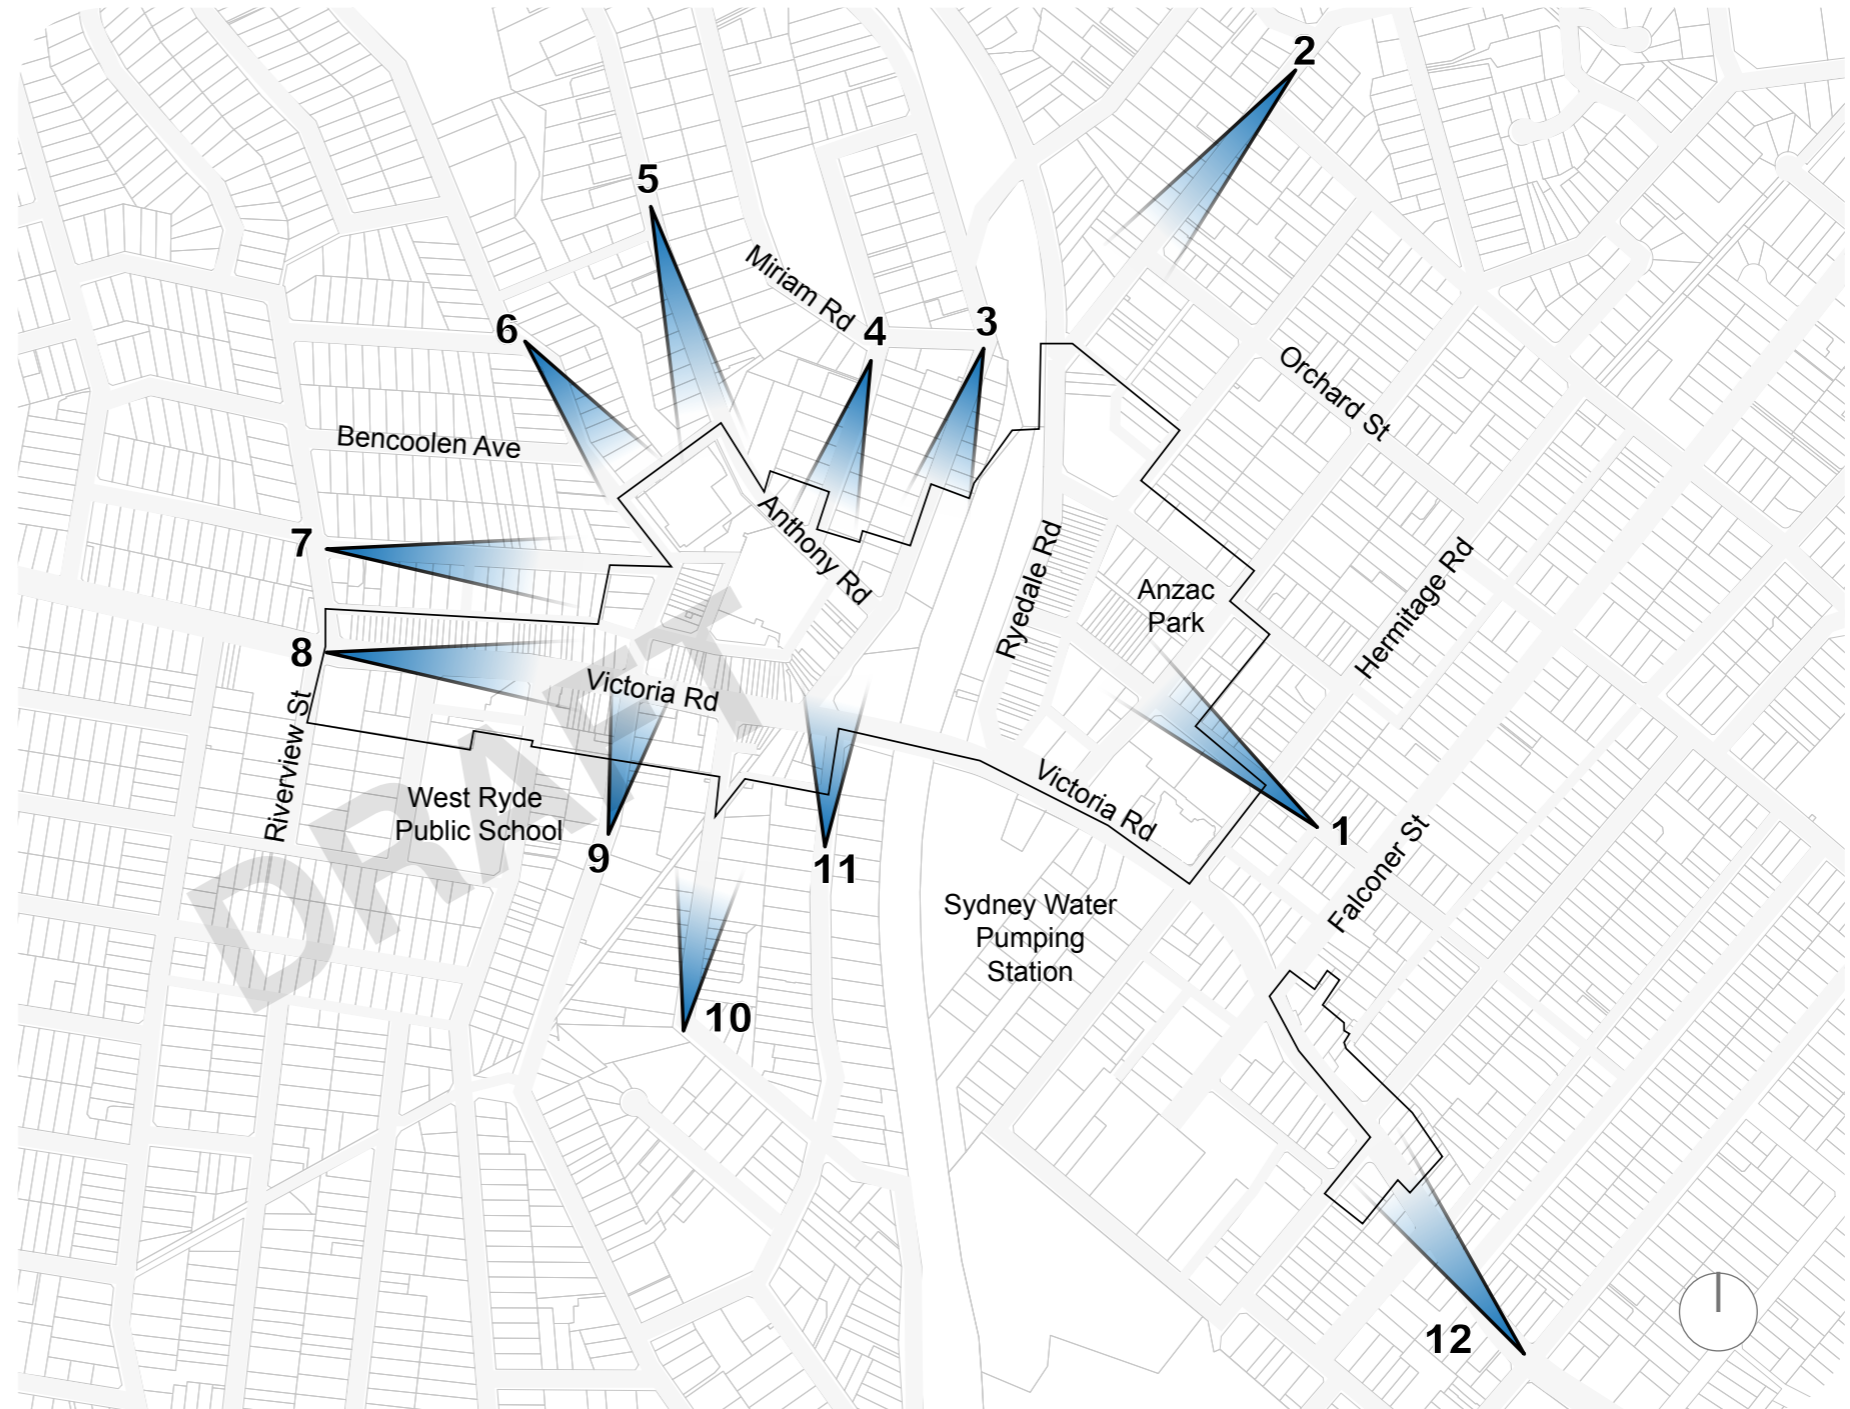 2
5
Miriam Rd
3
4
6
Orchard St
Bencoolen Ave
Anthony Rd
7
Ryedale Rd
Anzac
Park
Hermitage Rd
8
Victoria Rd
Riverview St
West Ryde
Public School
9
11
Victoria Rd
1
Falconer St
Sydney Water
Pumping
Station
10
12
DRAFT